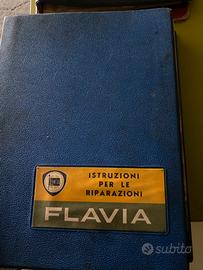 ISTRUZIONI
PER LE
RIPARAZIONI
FLAVIA
subito